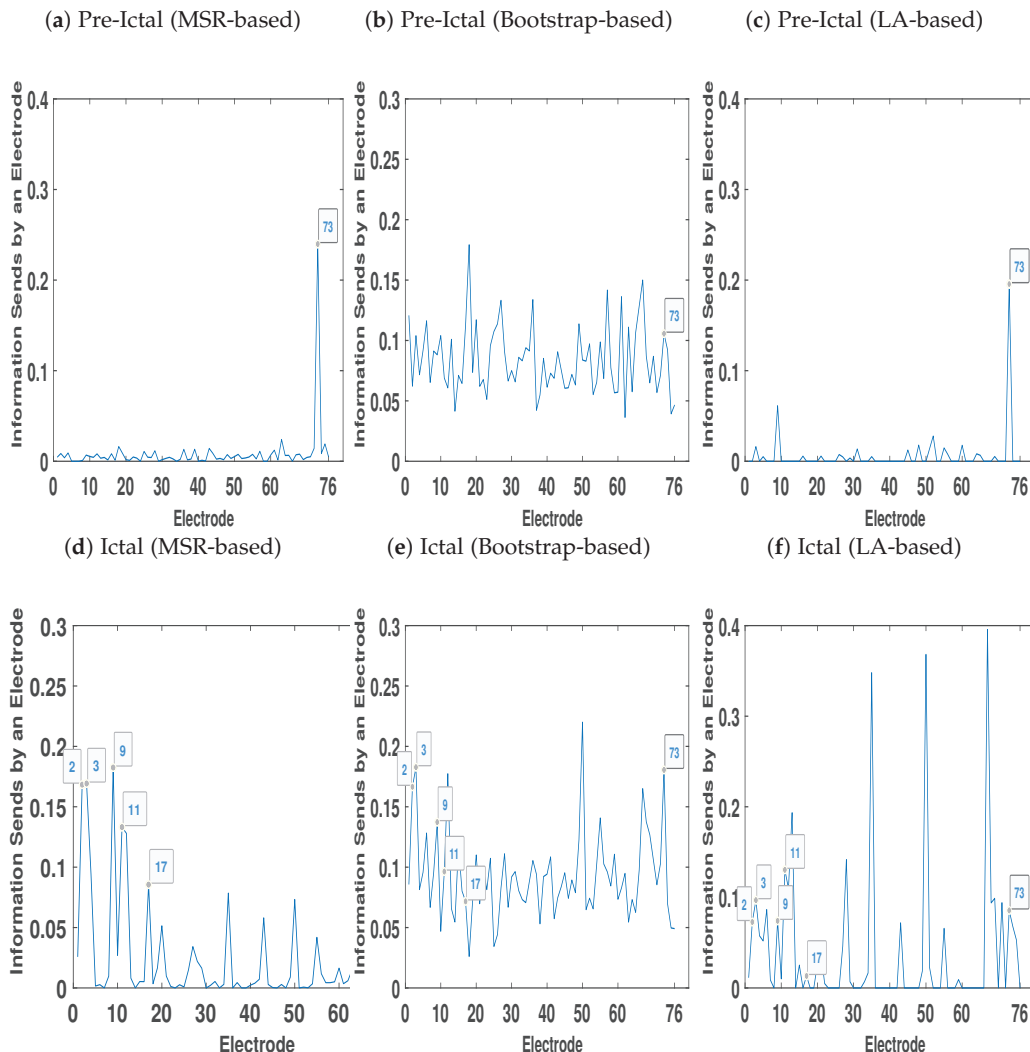 (a) Pre-Ictal (MSR-based)
(b) Pre-Ictal (Bootstrap-based)
(c) Pre-Ictal (LA-based)
Information Sends by an Electrode
0.4
0.3
0.2
0.1
0
73
0 10 20 30 40 50 60 76
Electrode
Information Sends by an Electrode
0.3
0.25
0.2
0.15
0.1
0.05
0
73
0 10 20 30 40 50 60 76
Electrode
Information Sends by an Electrode
0.4
0.3
0.2
0.1
0
73
0 10 20 30 40 50 60 76
Electrode
(d) Ictal (MSR-based)
(e) Ictal (Bootstrap-based)
(f) Ictal (LA-based)
Information Sends by an Electrode
0.3
0.25
0.2
0.15
0.1
0.05
0
2
3
9
11
17
0 10 20 30 40 50 60
Electrode
Information Sends by an Electrode
0.3
0.25
0.2
0.15
0.1
0.05
0
2
3
9
11
17
73
0 10 20 30 40 50 60 76
Electrode
Information Sends by an Electrode
0.4
0.3
0.2
0.1
0
2
3
9
11
17
73
0 10 20 30 40 50 60 76
Electrode